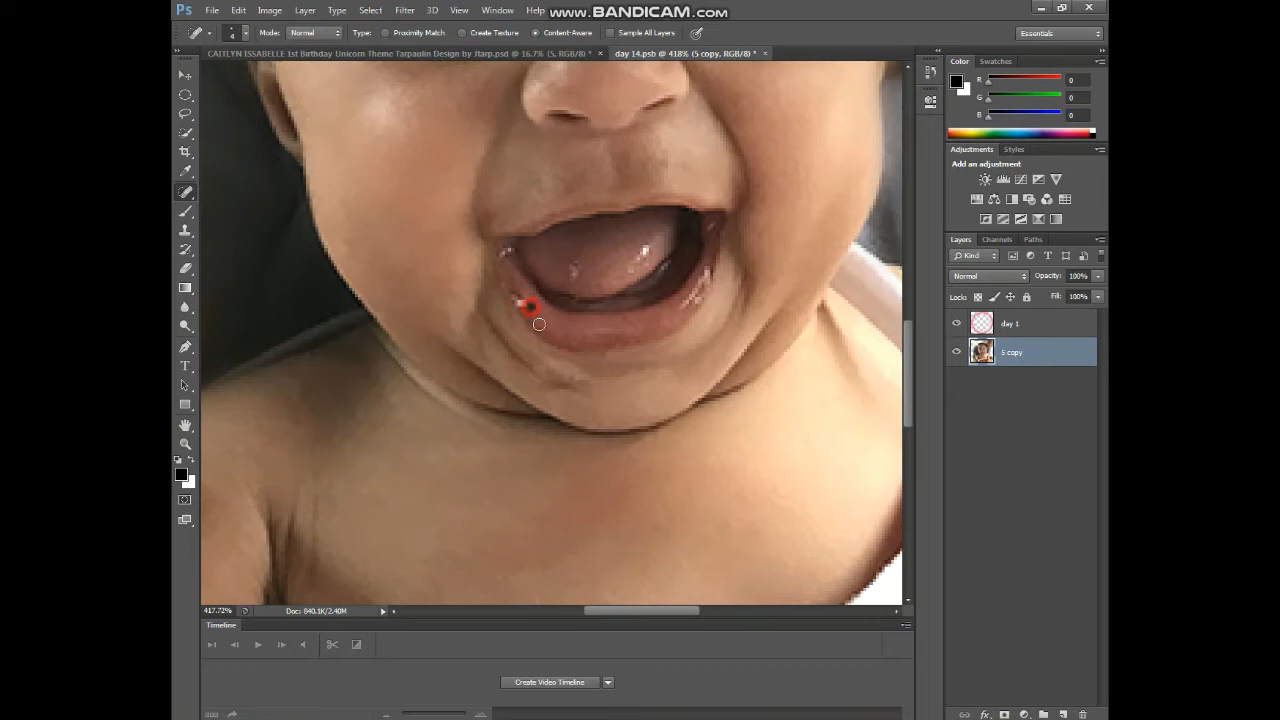 www.BANDICAM.com
Ps File Edit Image Layer Type Select Filter 3D View Window Help
4 Mode: Normal Type: Proximity Match Create Texture Content-Aware Sample All Layers Essentials
CAITLYN ISSABELLE 1st Birthday Unicorn Theme Tarpaulin Design by Jtarp.psd @ 16.7% (5, RGB/8) * × day 14.psb @ 418% (5 copy, RGB/8) * ×
Color Swatches
R 0
G 0
B 0
Adjustments Styles
Add an adjustment
Layers Channels Paths
Kind
Normal Opacity: 100%
Lock: Fill: 100%
day 1
5 copy
417.72% Doc: 840.1K/2.40M
Timeline
Create Video Timeline
fx